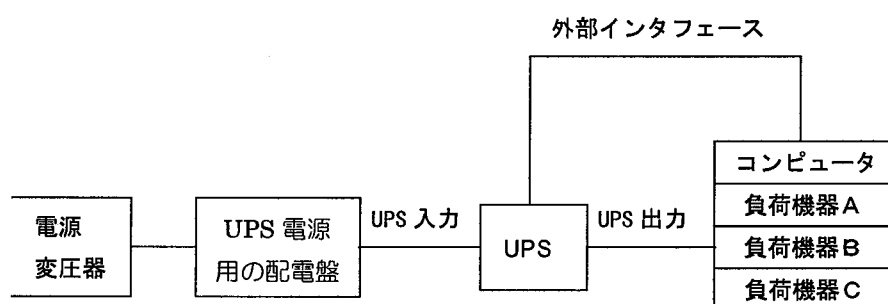 外部インタフェース
コンピュータ
電源
変圧器
UPS 電源
用の配電盤
UPS 入力
UPS
UPS 出力
負荷機器A
負荷機器B
負荷機器C